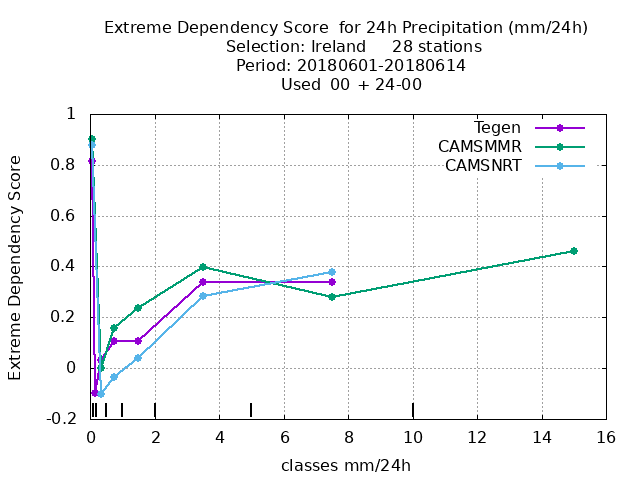 Extreme Dependency Score  for 24h Precipitation (mm/24h)
Selection: Ireland     28 stations
Period: 20180601-20180614
Used  00 + 24-00
Extreme Dependency Score
1
0.8
0.6
0.4
0.2
0
-0.2
Tegen
CAMSMMR
CAMSNRT
0 2 4 6 8 10 12 14 16
classes mm/24h